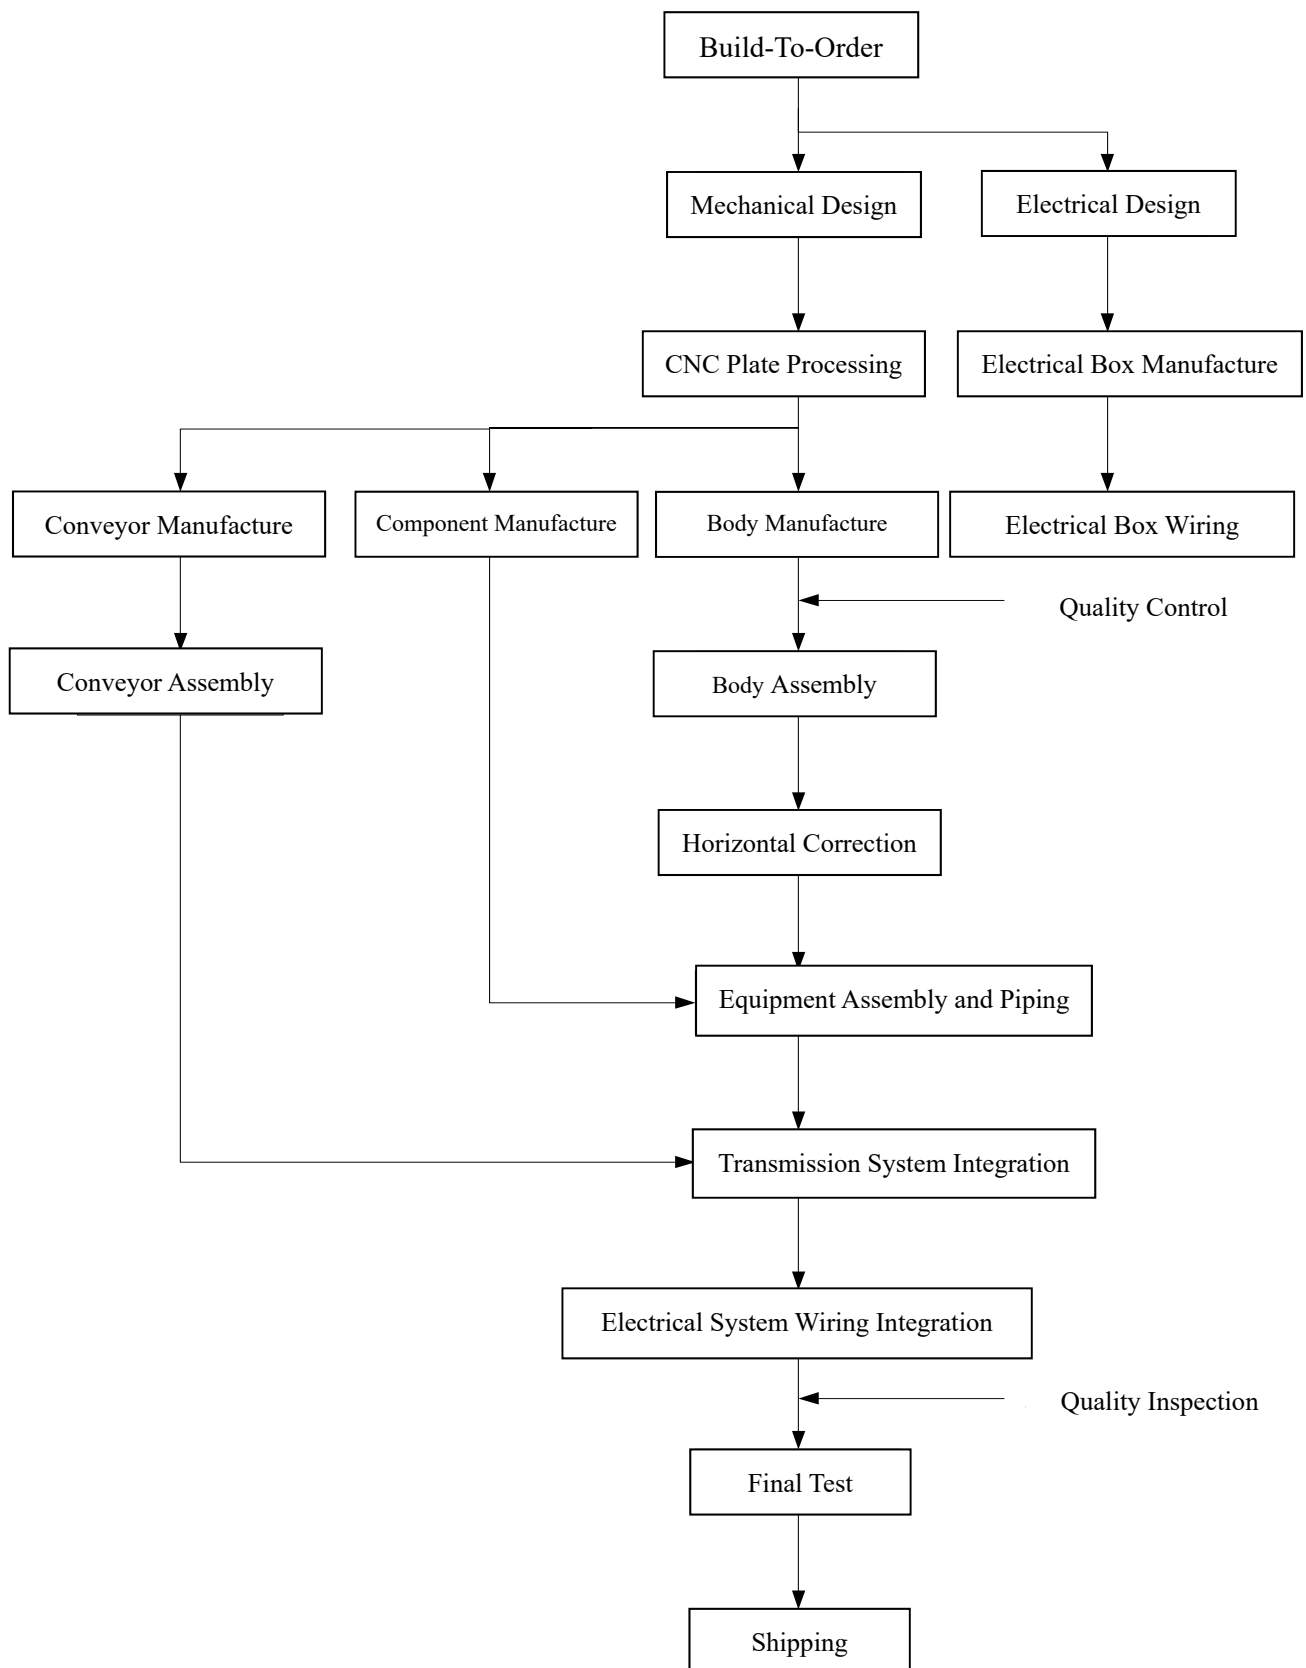 Build-To-Order
Mechanical Design
Electrical Design
CNC Plate Processing
Electrical Box Manufacture
Conveyor Manufacture
Component Manufacture
Body Manufacture
Electrical Box Wiring
Quality Control
Conveyor Assembly
Body Assembly
Horizontal Correction
Equipment Assembly and Piping
Transmission System Integration
Electrical System Wiring Integration
Quality Inspection
Final Test
Shipping